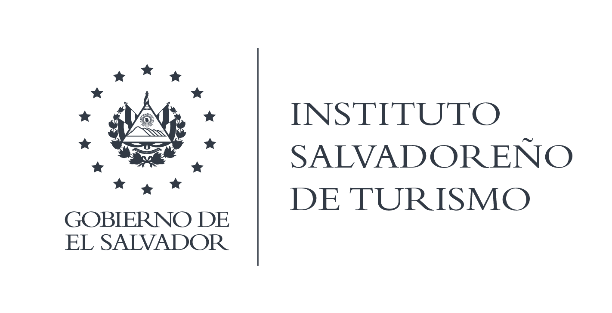 GOBIERNO DE
EL SALVADOR
INSTITUTO
SALVADOREÑO
DE TURISMO